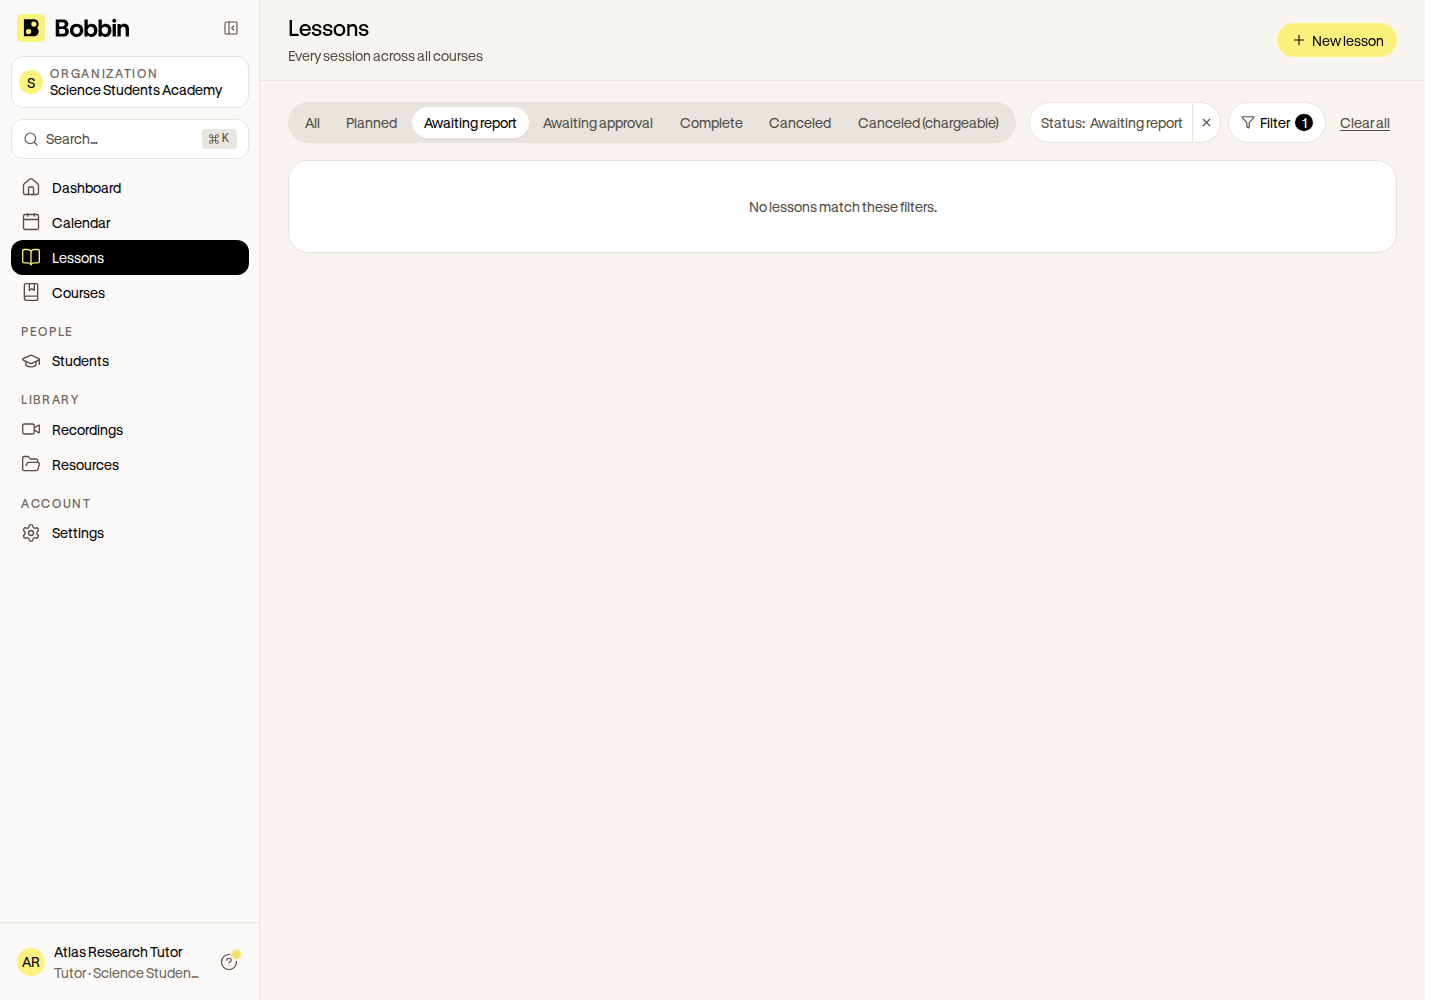 Bobbin
ORGANIZATION
S
Science Students Academy
Search...
⌘ K
Dashboard
Calendar
Lessons
Courses
PEOPLE
Students
LIBRARY
Recordings
Resources
ACCOUNT
Settings
AR
Atlas Research Tutor
Tutor · Science Studen...
Lessons
Every session across all courses
+ New lesson
All Planned Awaiting report Awaiting approval Complete Canceled Canceled (chargeable)
Status: Awaiting report ×
Filter 1
Clear all
No lessons match these filters.